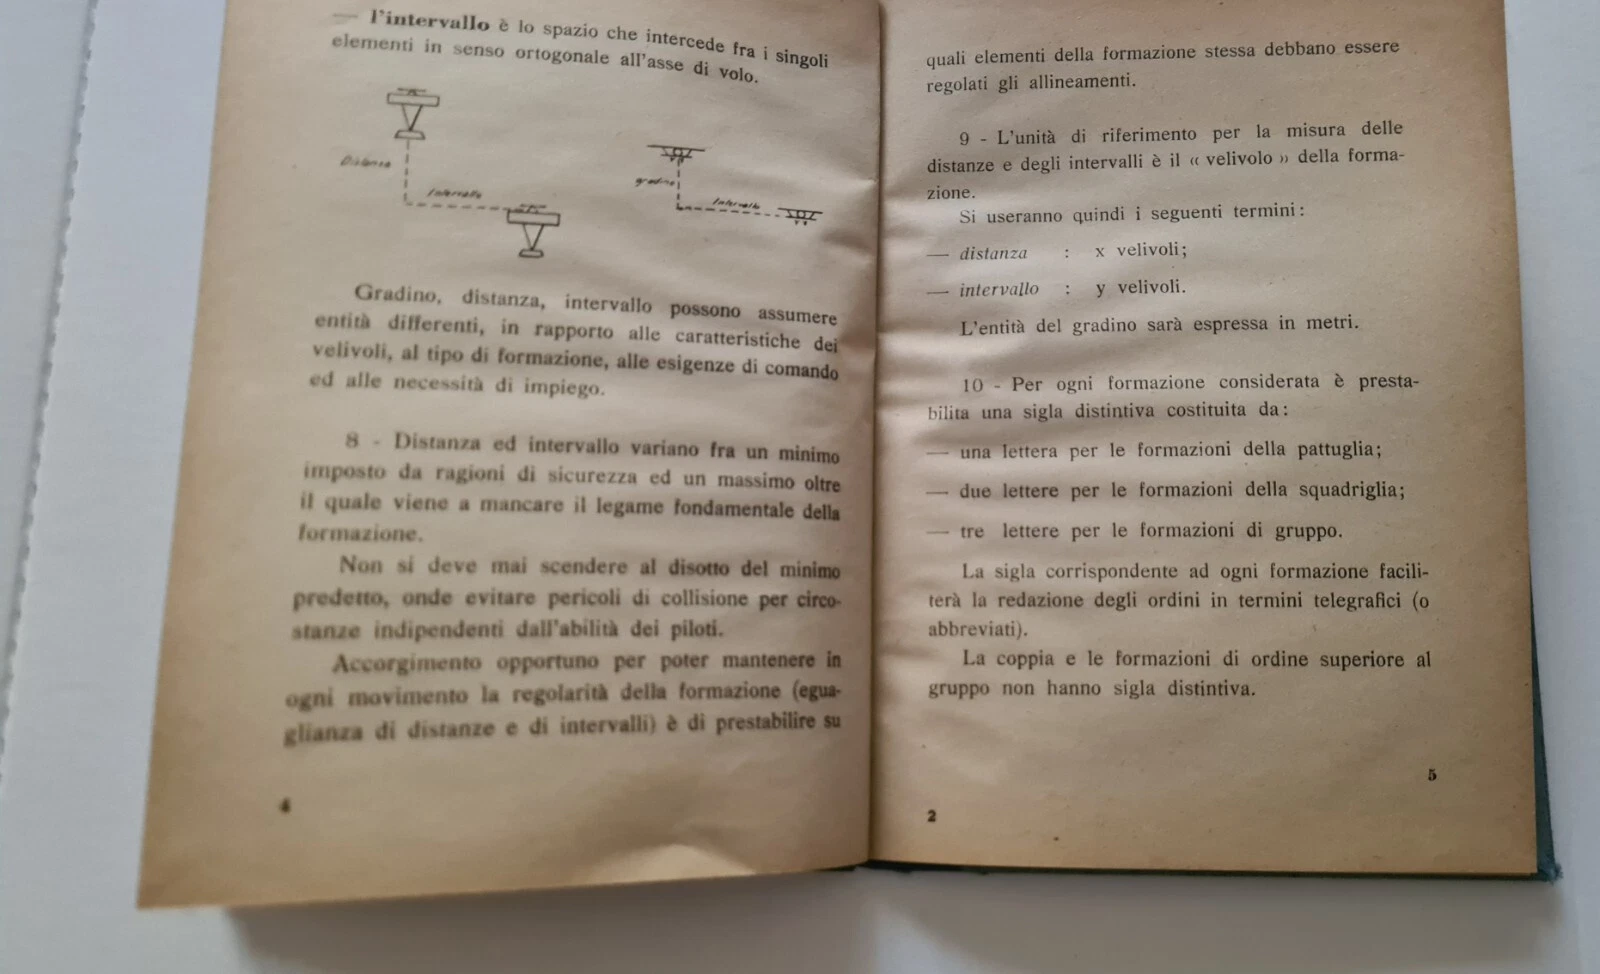 — l'intervallo è lo spazio che intercede fra i singoli
elementi in senso ortogonale all'asse di volo.
Distanza
Intervallo
gradino
Intervallo
Gradino, distanza, intervallo possono assumere
entità differenti, in rapporto alle caratteristiche dei
velivoli, al tipo di formazione, alle esigenze di comando
ed alle necessità di impiego.
8 - Distanza ed intervallo variano fra un minimo
imposto da ragioni di sicurezza ed un massimo oltre
il quale viene a mancare il legame fondamentale della
formazione.
Non si deve mai scendere al disotto del minimo
predetto, onde evitare pericoli di collisione per circo-
stanze indipendenti dall'abilità dei piloti.
Accorgimento opportuno per poter mantenere in
ogni movimento la regolarità della formazione (egua-
glianza di distanze e di intervalli) è di prestabilire su
4
quali elementi della formazione stessa debbano essere
regolati gli allineamenti.
9 - L'unità di riferimento per la misura delle
distanze e degli intervalli è il « velivolo » della forma-
zione.
Si useranno quindi i seguenti termini:
— distanza : x velivoli;
— intervallo : y velivoli.
L'entità del gradino sarà espressa in metri.
10 - Per ogni formazione considerata è presta-
bilita una sigla distintiva costituita da:
— una lettera per le formazioni della pattuglia;
— due lettere per le formazioni della squadriglia;
— tre lettere per le formazioni di gruppo.
La sigla corrispondente ad ogni formazione facili-
terà la redazione degli ordini in termini telegrafici (o
abbreviati).
La coppia e le formazioni di ordine superiore al
gruppo non hanno sigla distintiva.
5
2